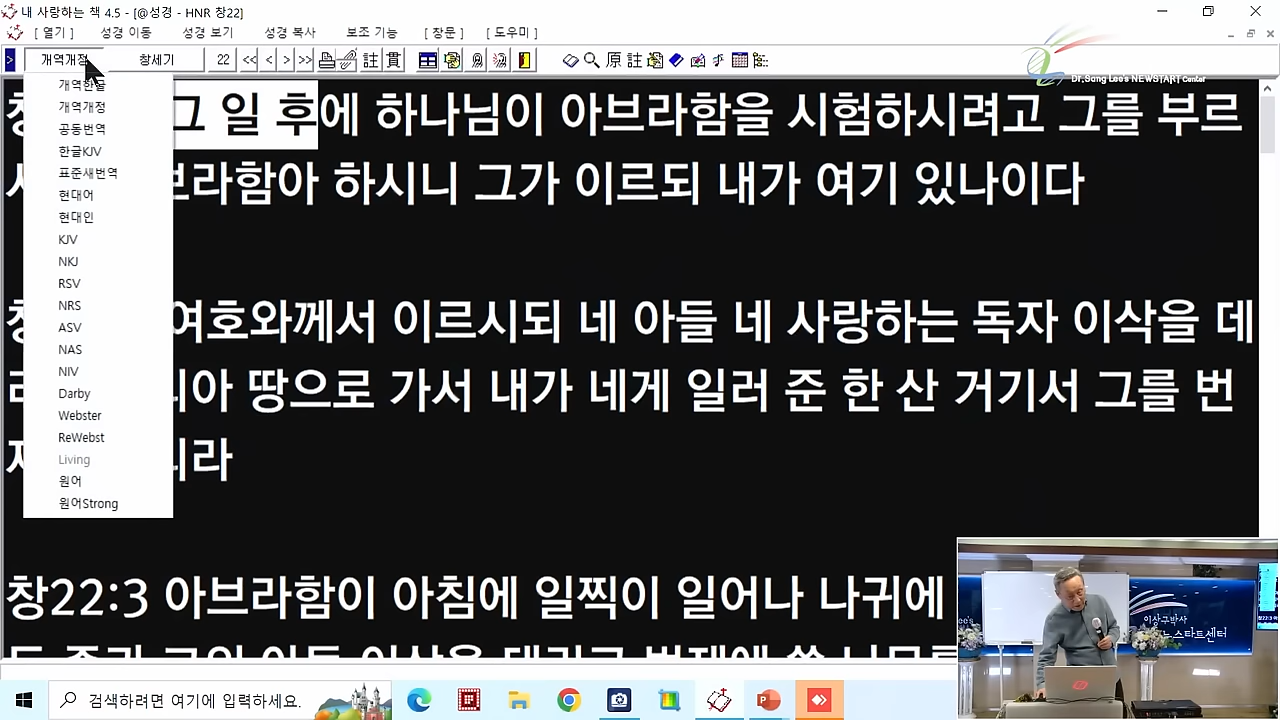 내 사랑하는 책 4.5 - [@성경 - HNR 창22]
[ 열기 ] 성경 이동 성경 보기 성경 복사 보조 기능 [ 창문 ] [ 도우미 ]
> 개역개정 창세기 22 << < > >> 註 貫 原 註
Dr.Sang Lee's NEWSTART Center
개역한글
개역개정
공동번역
한글KJV
표준새번역
현대어
현대인
KJV
NKJ
RSV
NRS
ASV
NAS
NIV
Darby
Webster
ReWebst
Living
원어
원어Strong
그 일 후에 하나님이 아브라함을 시험하시려고 그를 부르
브라함아 하시니 그가 이르되 내가 여기 있나이다
여호와께서 이르시되 네 아들 네 사랑하는 독자 이삭을 데
리아 땅으로 가서 내가 네게 일러 준 한 산 거기서 그를 번
니라
창22:3 아브라함이 아침에 일찍이 일어나 나귀에
이상구박사
뉴스타트센터
검색하려면 여기에 입력하세요.